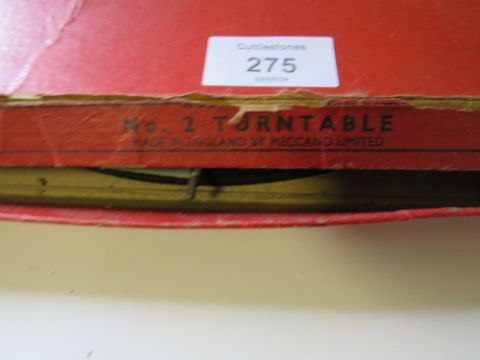 Cuttlestones
275
No. 2 TURNTABLE
MADE IN ENGLAND BY MECCANO LIMITED